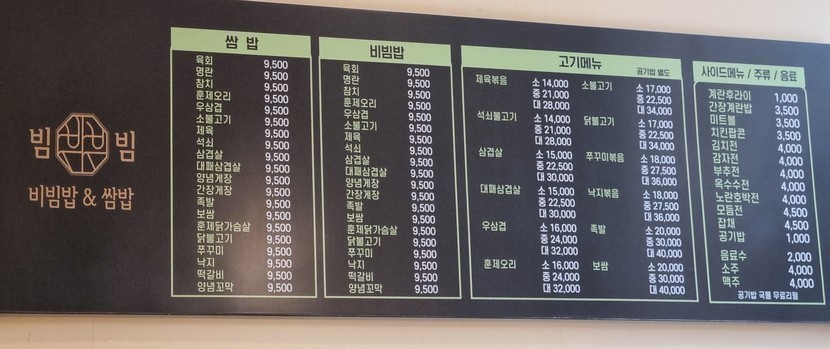 빔 밥 빔
비빔밥 & 쌈밥
쌈 밥
육회 9,500
명란 9,500
참치 9,500
훈제오리 9,500
우삼겹 9,500
소불고기 9,500
제육 9,500
석쇠 9,500
삼겹살 9,500
대패삼겹살 9,500
양념게장 9,500
간장게장 9,500
족발 9,500
보쌈 9,500
훈제닭가슴살 9,500
닭불고기 9,500
쭈꾸미 9,500
낙지 9,500
떡갈비 9,500
양념꼬막 9,500
비빔밥
육회 9,500
명란 9,500
참치 9,500
훈제오리 9,500
우삼겹 9,500
소불고기 9,500
제육 9,500
석쇠 9,500
삼겹살 9,500
대패삼겹살 9,500
양념게장 9,500
간장게장 9,500
족발 9,500
보쌈 9,500
훈제닭가슴살 9,500
닭불고기 9,500
쭈꾸미 9,500
낙지 9,500
떡갈비 9,500
양념꼬막 9,500
고기메뉴
공기밥 별도
제육볶음 소 14,000
중 21,000
대 28,000
석쇠불고기 소 14,000
중 21,000
대 28,000
삼겹살 소 15,000
중 22,500
대 30,000
대패삼겹살 소 15,000
중 22,500
대 30,000
우삼겹 소 16,000
중 24,000
대 32,000
훈제오리 소 16,000
중 24,000
대 32,000
소불고기 소 17,000
중 22,500
대 34,000
닭불고기 소 17,000
중 22,500
대 34,000
쭈꾸미볶음 소 18,000
중 27,500
대 36,000
낙지볶음 소 18,000
중 27,500
대 36,000
족발 소 20,000
중 30,000
대 40,000
보쌈 소 20,000
중 30,000
대 40,000
사이드메뉴 / 주류 / 음료
계란후라이 1,000
간장계란밥 3,500
미트볼 3,500
치킨팝콘 3,500
김치전 4,000
감자전 4,000
부추전 4,000
옥수수전 4,000
노란호박전 4,000
모듬전 4,500
잡채 4,500
공기밥 1,000
음료수 2,000
소주 4,000
맥주 4,000
공기밥 국물 무료리필